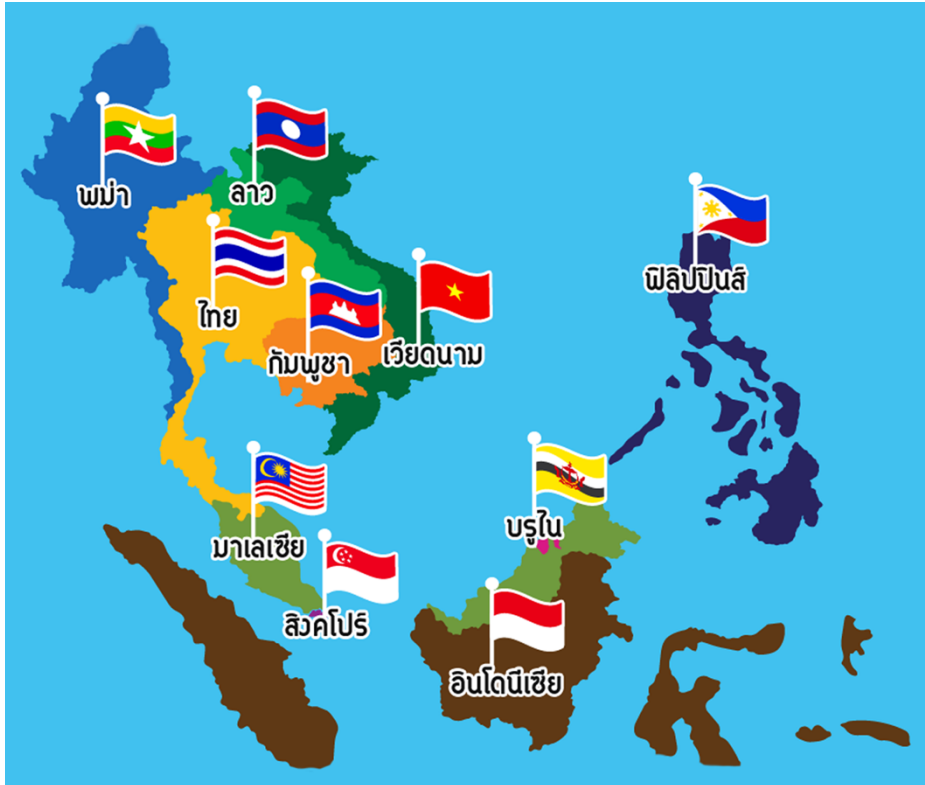 พม่า
ลาว
ไทย
กัมพูชา
เวียดนาม
ฟิลิปปินส์
มาเลเซีย
บรูไน
สิงคโปร์
อินโดนีเซีย